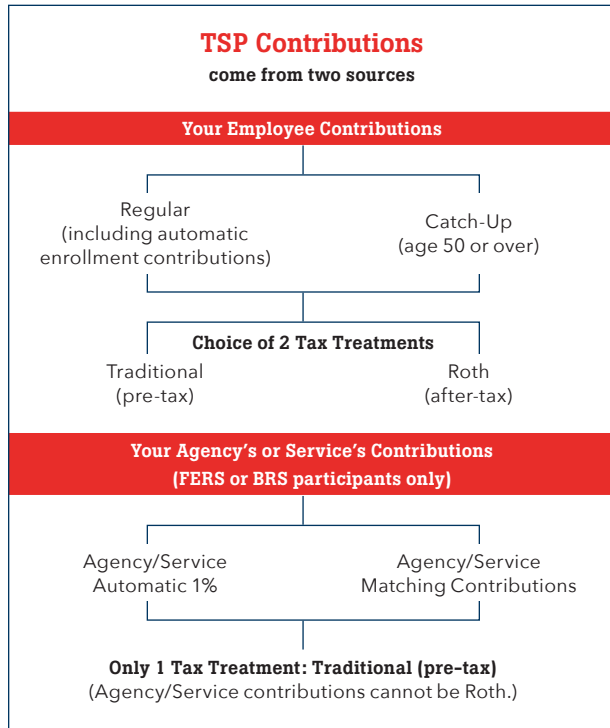 TSP Contributions
come from two sources
Your Employee Contributions
Regular
(including automatic
enrollment contributions)
Catch-Up
(age 50 or over)
Choice of 2 Tax Treatments
Traditional
(pre-tax)
Roth
(after-tax)
Your Agency’s or Service’s Contributions
(FERS or BRS participants only)
Agency/Service
Automatic 1%
Agency/Service
Matching Contributions
Only 1 Tax Treatment: Traditional (pre-tax)
(Agency/Service contributions cannot be Roth.)